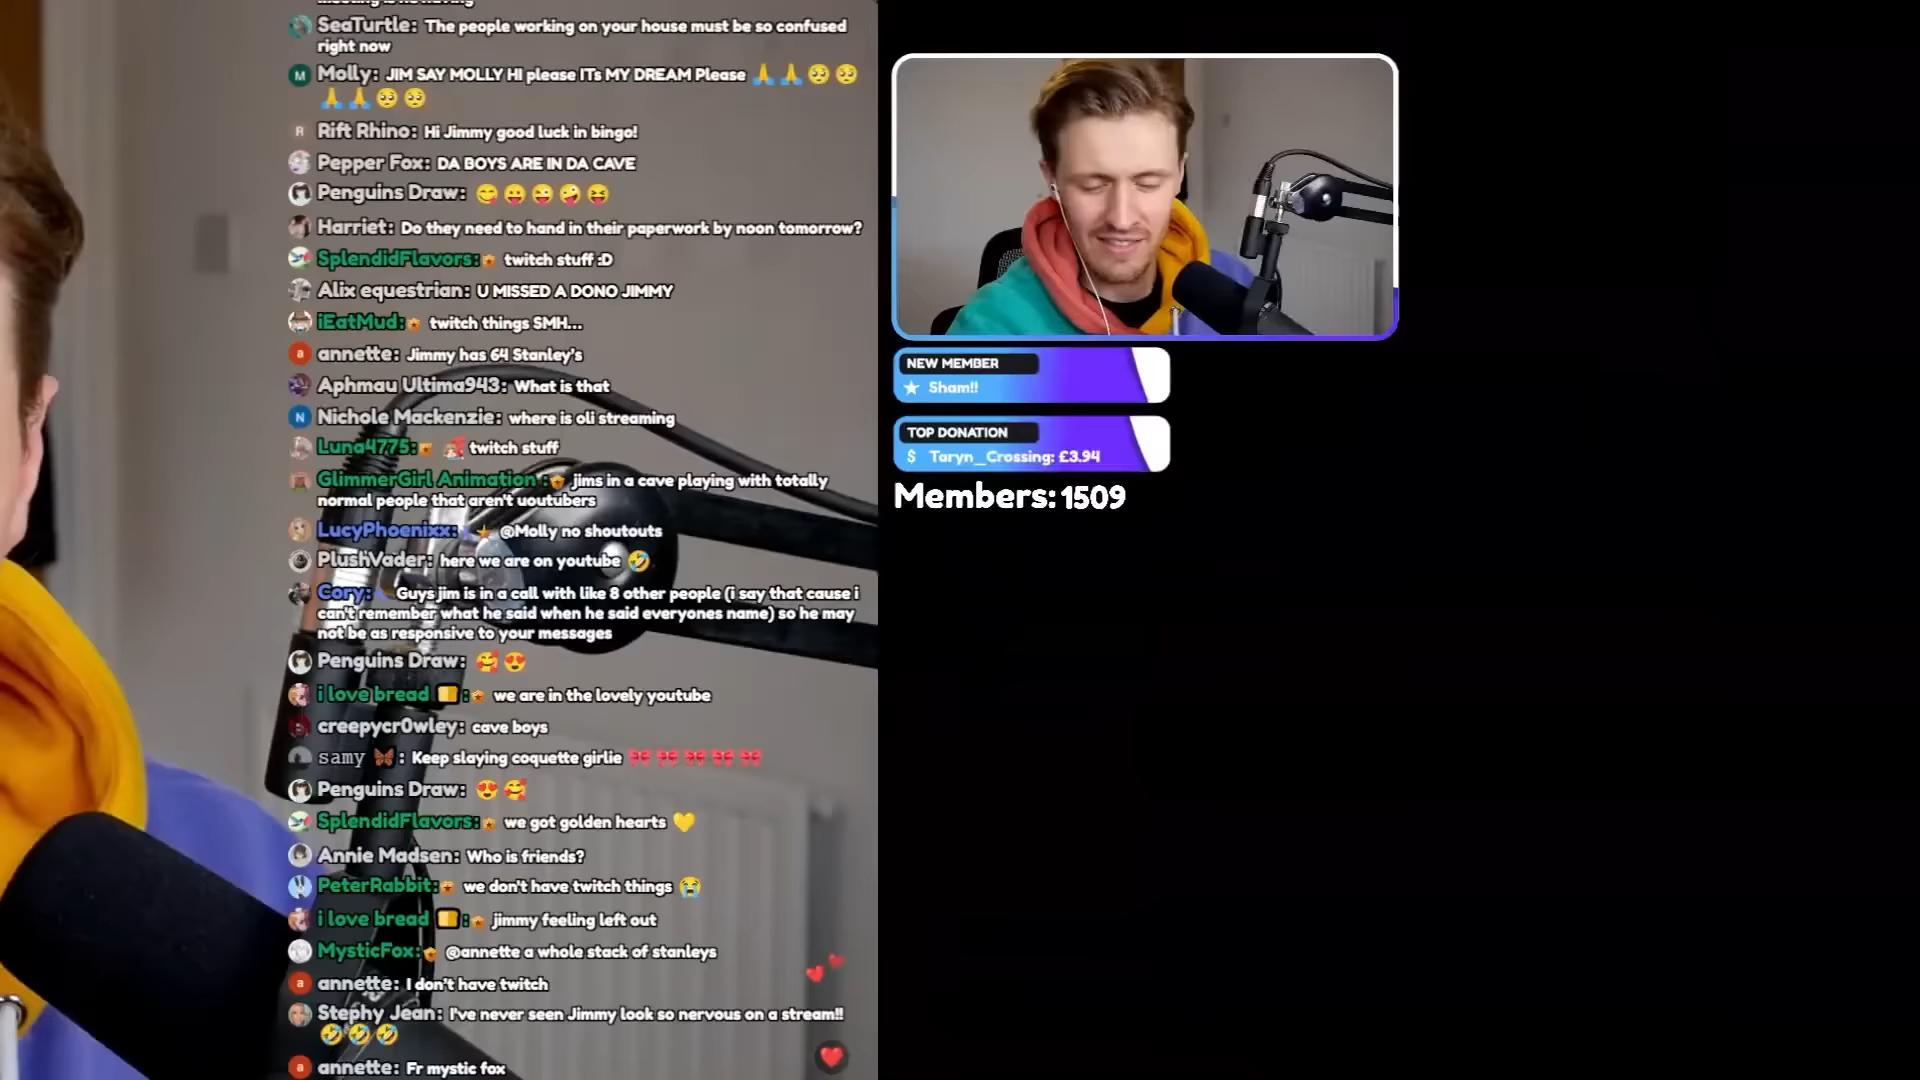 SeaTurtle: The people working on your house must be so confused
right now
M Molly: JIM SAY MOLLY HI please ITs MY DREAM Please 🙏 🙏 🥺 🥺
🙏 🙏 🥺 🥺
R Rift Rhino: Hi Jimmy good luck in bingo!
Pepper Fox: DA BOYS ARE IN DA CAVE
Penguins Draw: 😋 😛 😜 🤪 😝
Harriet: Do they need to hand in their paperwork by noon tomorrow?
SplendidFlavors: twitch stuff :D
Alix equestrian: U MISSED A DONO JIMMY
iEatMud: twitch things SMH...
a annette: Jimmy has 64 Stanley's
Aphmau Ultima943: What is that
N Nichole Mackenzie: where is oli streaming
Luna4775: twitch stuff
GlimmerGirl Animation : jims in a cave playing with totally
normal people that aren't uoutubers
LucyPhoenixx: @Molly no shoutouts
PlushVader: here we are on youtube 🤣
Cory: Guys jim is in a call with like 8 other people (i say that cause i
can't remember what he said when he said everyones name) so he may
not be as responsive to your messages
Penguins Draw: 🥰 😍
i love bread 🍞: we are in the lovely youtube
creepycr0wley: cave boys
samy 🦋: Keep slaying coquette girlie 🎀 🎀 🎀 🎀 🎀
Penguins Draw: 😍 🥰
SplendidFlavors: we got golden hearts 💛
Annie Madsen: Who is friends?
PeterRabbit: we don't have twitch things 😭
i love bread 🍞: jimmy feeling left out
MysticFox: @annette a whole stack of stanleys
a annette: I don't have twitch
Stephy Jean: I've never seen Jimmy look so nervous on a stream!!
🤣 🤣 🤣
a annette: Fr mystic fox
NEW MEMBER
★ Sham!!
TOP DONATION
$ Taryn_Crossing: £3.94
Members: 1509